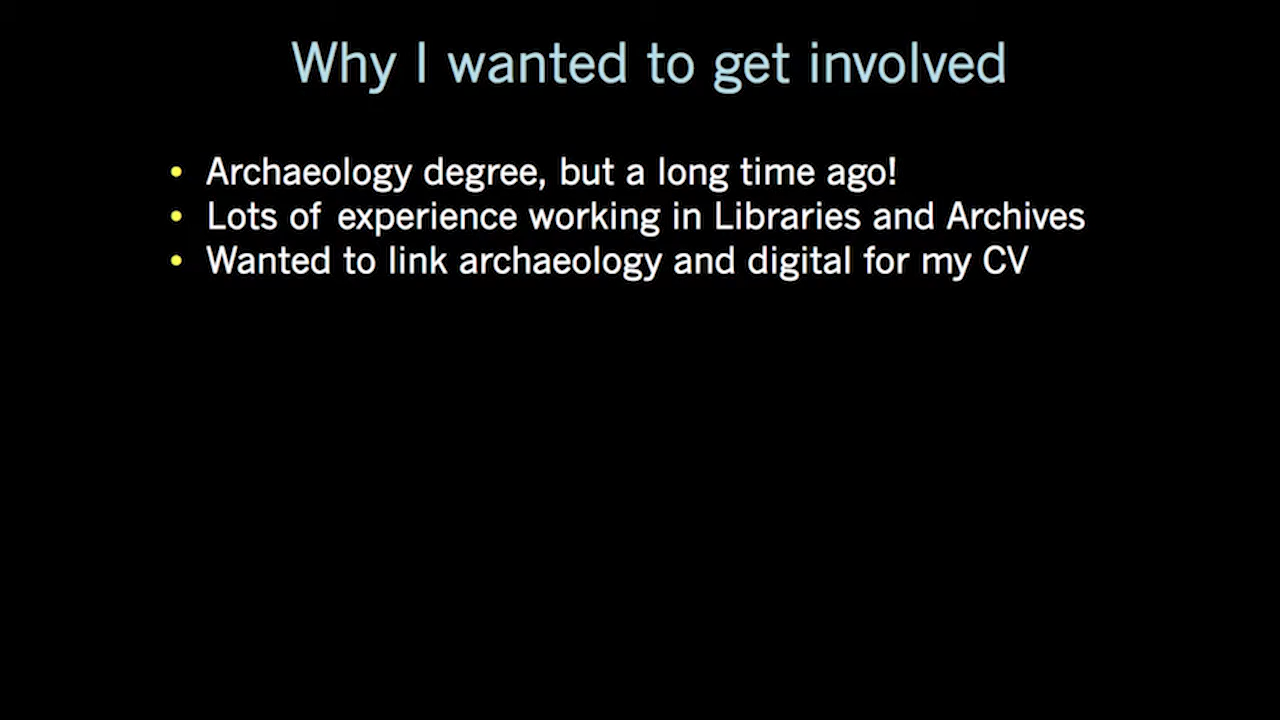 Why I wanted to get involved
• Archaeology degree, but a long time ago!
• Lots of experience working in Libraries and Archives
• Wanted to link archaeology and digital for my CV